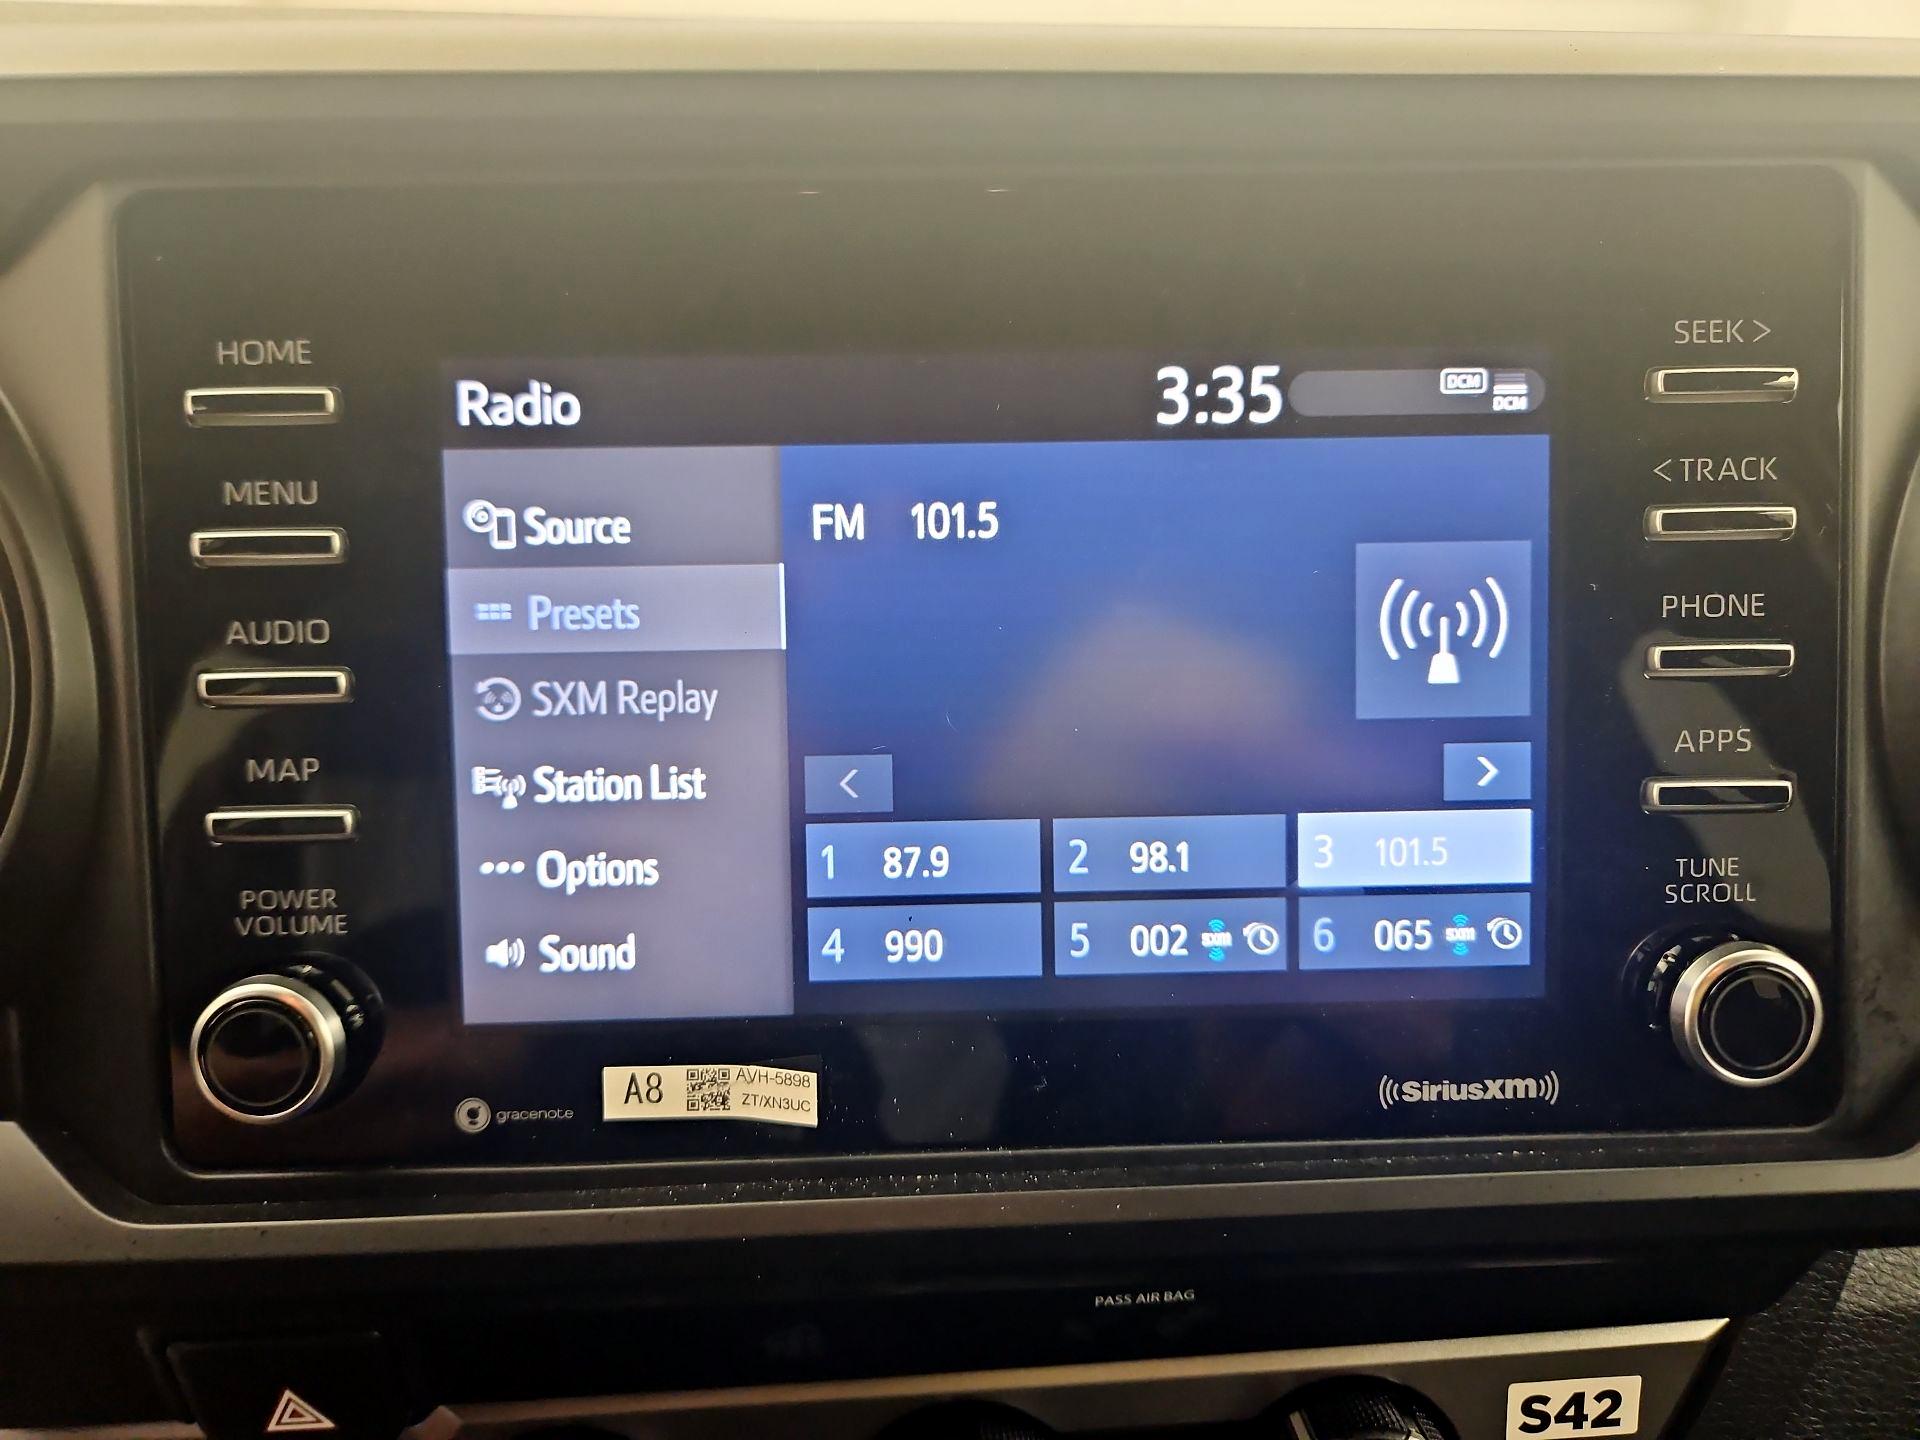 HOME
MENU
AUDIO
MAP
POWER
VOLUME
Radio
3:35
DCM
DCM
Source
Presets
SXM Replay
Station List
Options
Sound
FM 101.5
<
>
1 87.9
2 98.1
3 101.5
4 990
5 002 sxm
6 065 sxm
SEEK >
< TRACK
PHONE
APPS
TUNE
SCROLL
gracenote
A8
AVH-5898
ZT/XN3UC
SiriusXM
PASS AIR BAG
S42